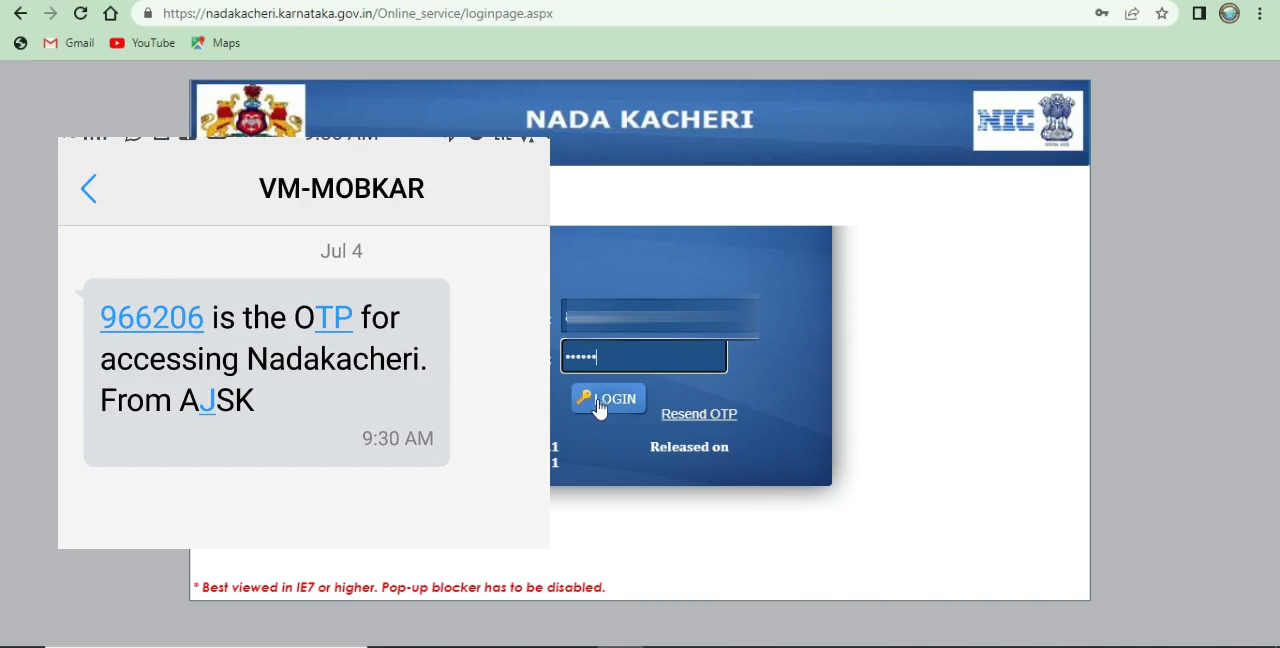 https://nadakacheri.karnataka.gov.in/Online_service/loginpage.aspx
Gmail YouTube Maps
NADA KACHERI
NIC
VM-MOBKAR
Jul 4
966206 is the OTP for
accessing Nadakacheri.
From AJSK
9:30 AM
••••••
LOGIN
Resend OTP
.1 Released on
1
* Best viewed in IE7 or higher. Pop-up blocker has to be disabled.